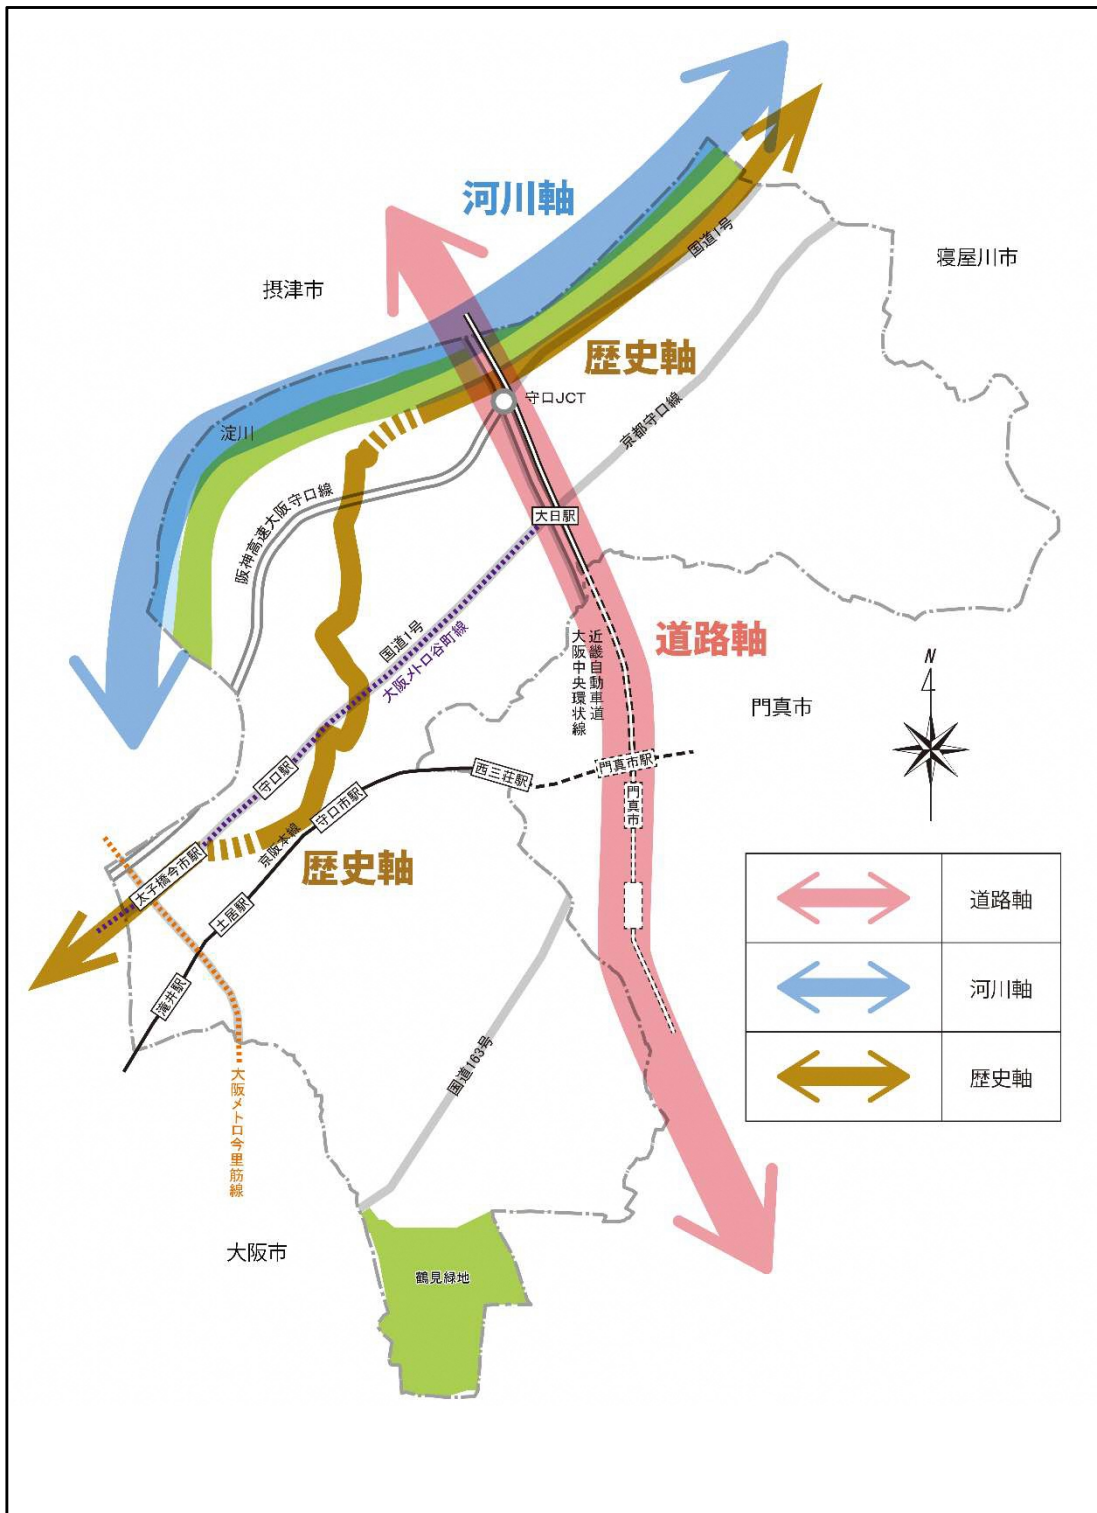 河川軸
国道1号
寝屋川市
摂津市
歴史軸
守口JCT
淀川
京都守口線
阪神高速大阪守口線
大日駅
国道1号
大阪メトロ谷町線
近畿自動車道
大阪中央環状線
道路軸
N
門真市
守口駅
西三荘駅
門真市駅
門真市
守口市駅
京阪本線
歴史軸
太子橋今市駅
土居駅
滝井駅
道路軸
河川軸
歴史軸
国道163号
大阪メトロ今里筋線
大阪市
鶴見緑地